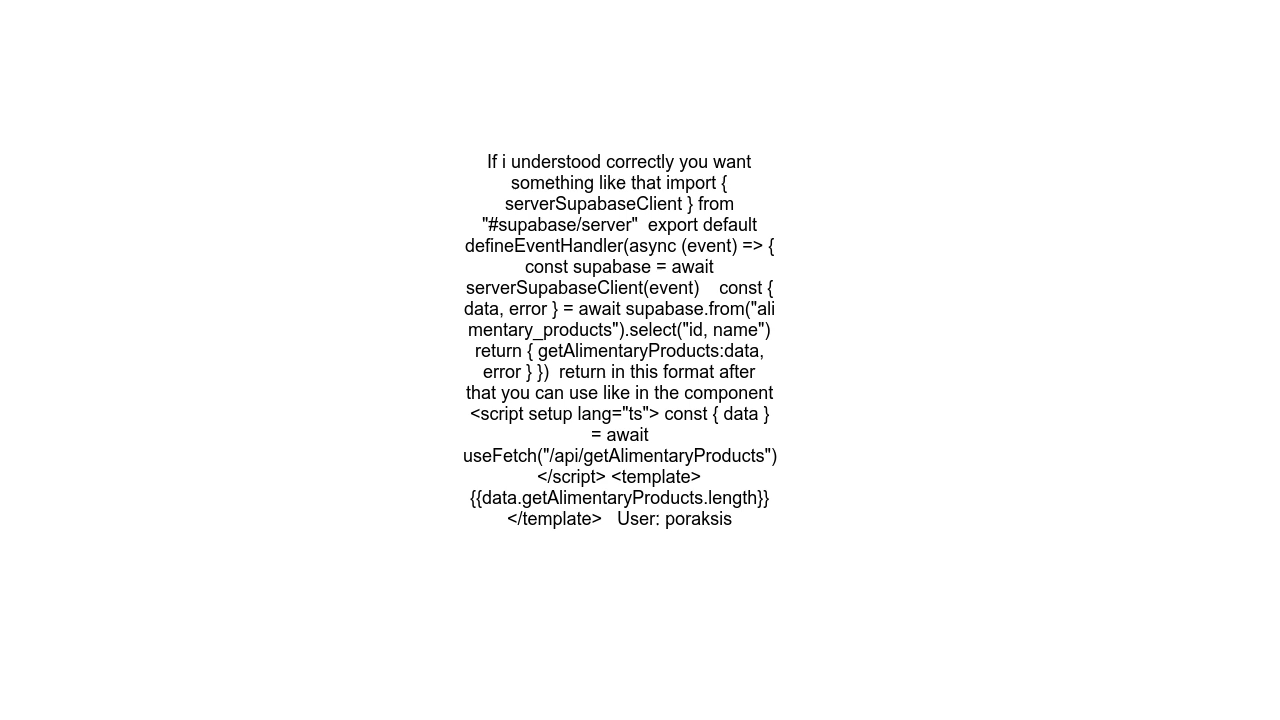 If i understood correctly you want
something like that import {
serverSupabaseClient } from
"#supabase/server"  export default
defineEventHandler(async (event) => {
const supabase = await
serverSupabaseClient(event)    const {
data, error } = await supabase.from("ali
mentary_products").select("id, name")
return { getAlimentaryProducts:data,
error } })  return in this format after
that you can use like in the component
<script setup lang="ts"> const { data }
= await
useFetch("/api/getAlimentaryProducts")
</script> <template>
{{data.getAlimentaryProducts.length}}
</template>   User: poraksis